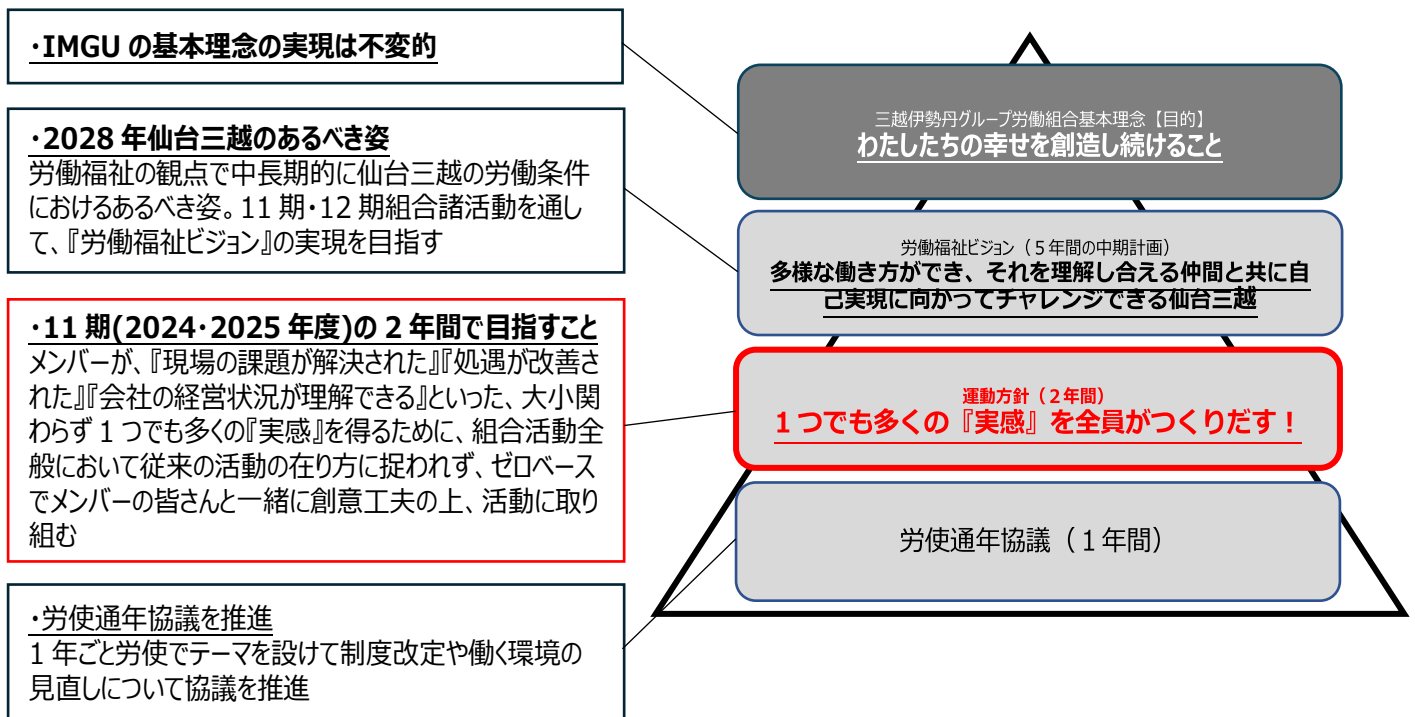 ・IMGU の基本理念の実現は不変的
・2028 年仙台三越のあるべき姿
労働福祉の観点で中長期的に仙台三越の労働条件
におけるあるべき姿。11 期・12 期組合諸活動を通し
て、『労働福祉ビジョン』の実現を目指す
・11 期(2024・2025 年度)の 2 年間で目指すこと
メンバーが、『現場の課題が解決された』『処遇が改善さ
れた』『会社の経営状況が理解できる』といった、大小関
わらず 1 つでも多くの『実感』を得るために、組合活動全
般において従来の活動の在り方に捉われず、ゼロベース
でメンバーの皆さんと一緒に創意工夫の上、活動に取り
組む
・労使通年協議を推進
1 年ごと労使でテーマを設けて制度改定や働く環境の
見直しについて協議を推進
三越伊勢丹グループ労働組合基本理念【目的】
わたしたちの幸せを創造し続けること
労働福祉ビジョン（５年間の中期計画）
多様な働き方ができ、それを理解し合える仲間と共に自
己実現に向かってチャレンジできる仙台三越
運動方針（２年間）
１つでも多くの『実感』を全員がつくりだす！
労使通年協議（１年間）